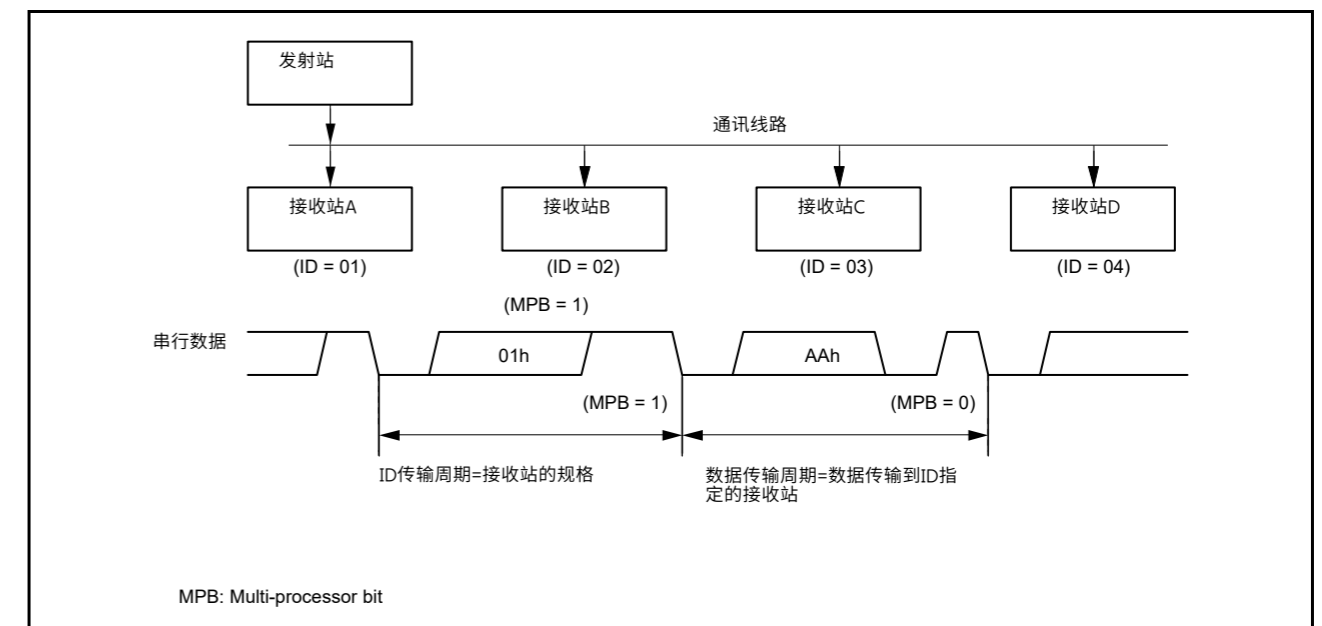 发射站
通讯线路
接收站A
接收站B
接收站C
接收站D
(ID = 01)
(ID = 02)
(ID = 03)
(ID = 04)
(MPB = 1)
串行数据
01h
AAh
(MPB = 1)
(MPB = 0)
ID传输周期=接收站的规格
数据传输周期=数据传输到ID指
定的接收站
MPB: Multi-processor bit